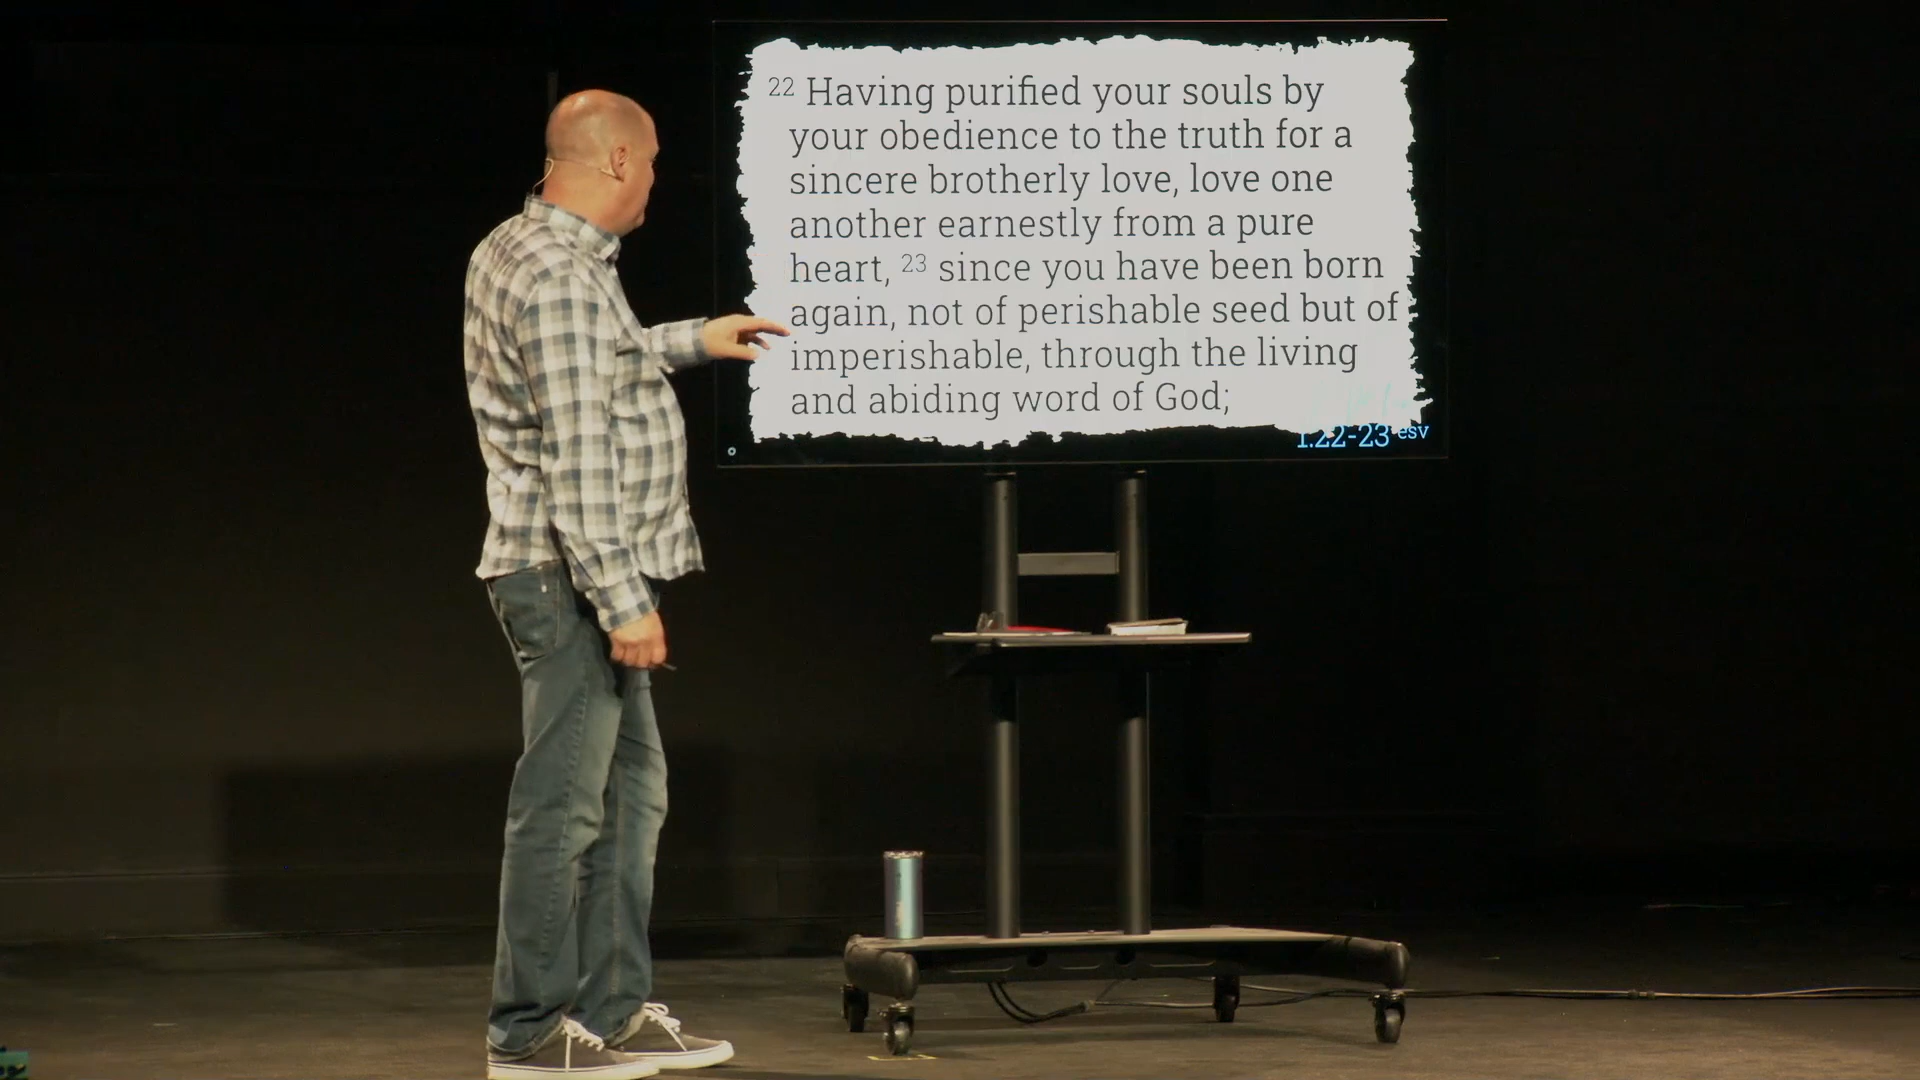 22 Having purified your souls by
your obedience to the truth for a
sincere brotherly love, love one
another earnestly from a pure
heart, 23 since you have been born
again, not of perishable seed but of
imperishable, through the living
and abiding word of God;
1.22-23 esv